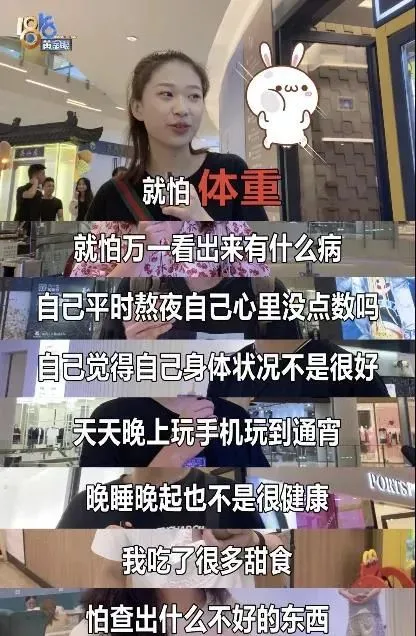 1818
黄金眼
就怕 体重
就怕万一看出来有什么病
自己平时熬夜自己心里没点数吗
自己觉得自己身体状况不是很好
天天晚上玩手机玩到通宵
晚睡晚起也不是很健康
PORTS
我吃了很多甜食
怕查出什么不好的东西